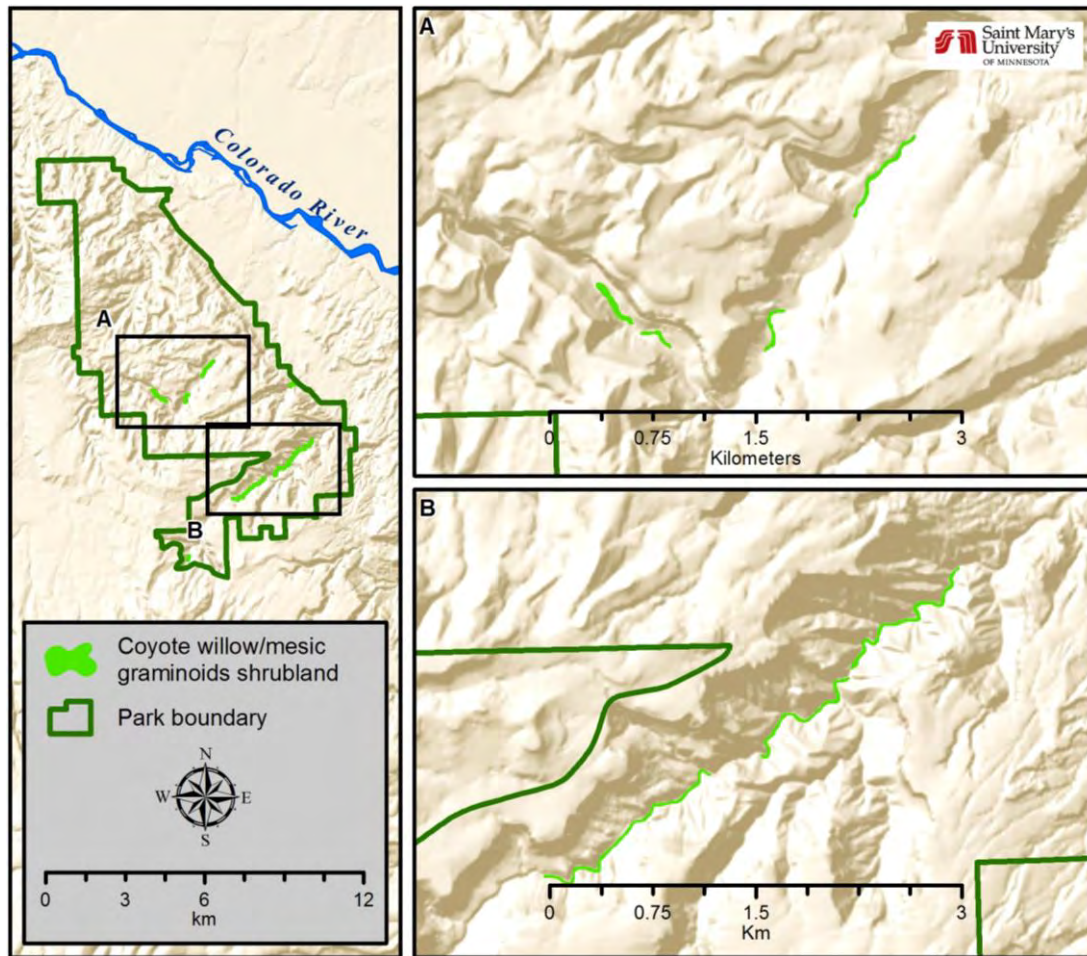 Colorado River
A
B
Coyote willow/mesic
graminoids shrubland
Park boundary
N
W E
S
0 3 6 12
km
A
Saint Mary's
University
OF MINNESOTA
0 0.75 1.5 3
Kilometers
B
0 0.75 1.5 3
Km